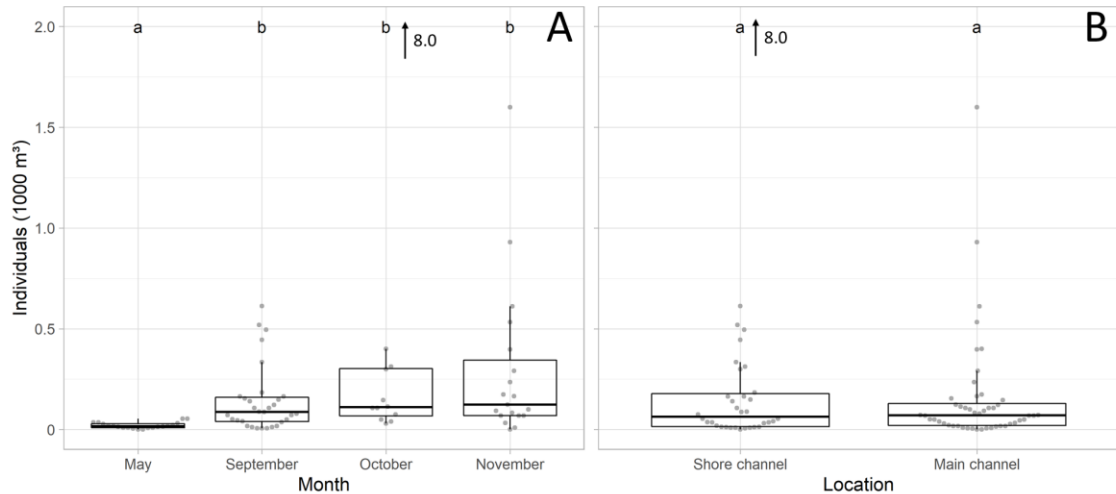 2.0
1.5
1.0
0.5
0
Individuals (1000 m³)
a b b b
8.0
A
May September October November
Month
a a
8.0
B
Shore channel Main channel
Location